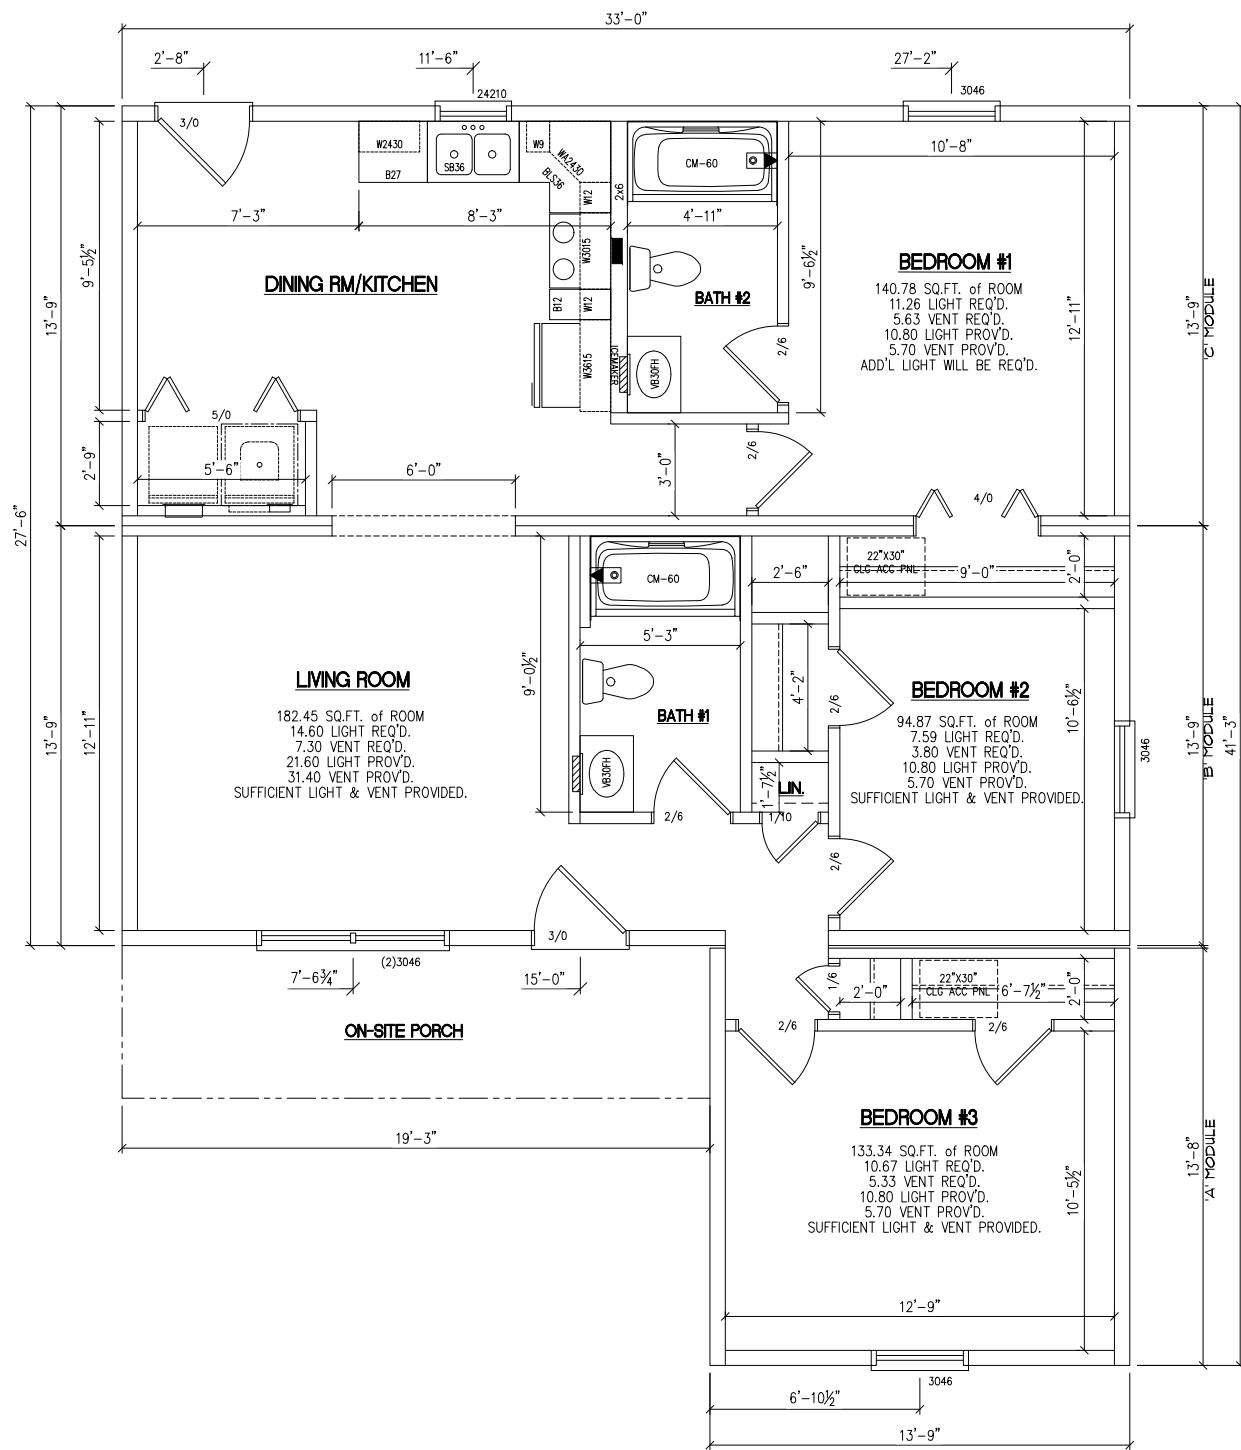 33'-0"
2'-8"
11'-6"
27'-2"
24210
3046
3/0
W2430
B27
SB36
W9
WA2430
BLS36
W12
2x6
CM-60
10'-8"
7'-3"
8'-3"
4'-11"
9'-5½"
W3015
9'-6½"
BEDROOM #1
140.78 SQ.FT. of ROOM
11.26 LIGHT REQ'D.
5.63 VENT REQ'D.
10.80 LIGHT PROV'D.
5.70 VENT PROV'D.
ADD'L LIGHT WILL BE REQ'D.
12'-11"
13'-9"
'C' MODULE
DINING RM/KITCHEN
BATH #2
13'-9"
B12
W12
W3615
ICEMAKER
VB30FH
2/6
5/0
2'-9"
5'-6"
6'-0"
3'-0"
2/6
4/0
27'-6"
22"X30"
CLG ACC PNL
9'-0"
2'-0"
CM-60
2'-6"
5'-3"
9'-0½"
4'-2"
2/6
LIVING ROOM
182.45 SQ.FT. of ROOM
14.60 LIGHT REQ'D.
7.30 VENT REQ'D.
21.60 LIGHT PROV'D.
31.40 VENT PROV'D.
SUFFICIENT LIGHT & VENT PROVIDED.
13'-9"
12'-11"
BATH #1
VB30FH
BEDROOM #2
94.87 SQ.FT. of ROOM
7.59 LIGHT REQ'D.
3.80 VENT REQ'D.
10.80 LIGHT PROV'D.
5.70 VENT PROV'D.
SUFFICIENT LIGHT & VENT PROVIDED.
10'-6½"
3046
13'-9"
'B' MODULE
41'-3"
1'-7½"
LIN.
2/6
1/10
2/6
3/0
(2)3046
7'-6¾"
15'-0"
1/6
2'-0"
22"X30"
CLG ACC PNL
6'-7½"
2'-0"
ON-SITE PORCH
2/6
2/6
19'-3"
BEDROOM #3
133.34 SQ.FT. of ROOM
10.67 LIGHT REQ'D.
5.33 VENT REQ'D.
10.80 LIGHT PROV'D.
5.70 VENT PROV'D.
SUFFICIENT LIGHT & VENT PROVIDED.
10'-5½"
13'-8"
'A' MODULE
12'-9"
3046
6'-10½"
13'-9"